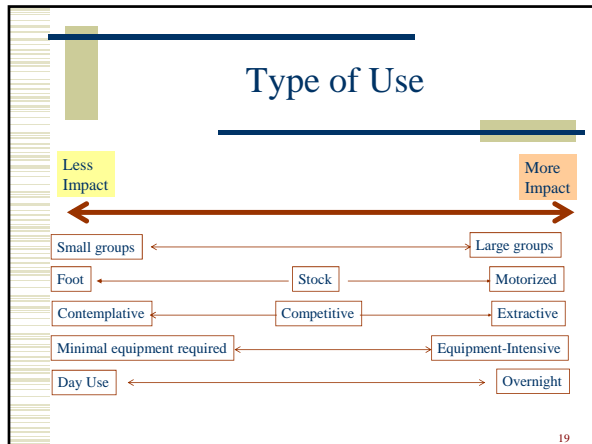 Type of Use
Less
Impact
More
Impact
Small groups
Large groups
Foot
Stock
Motorized
Contemplative
Competitive
Extractive
Minimal equipment required
Equipment-Intensive
Day Use
Overnight
19